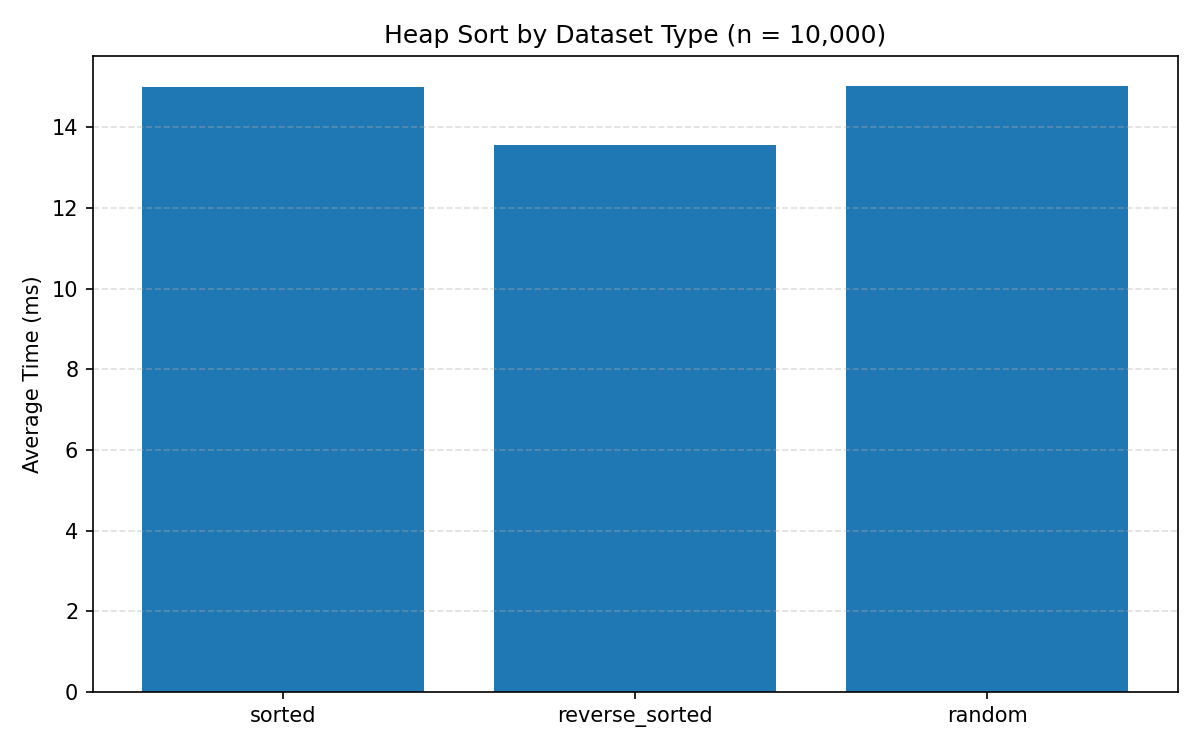 Heap Sort by Dataset Type (n = 10,000)
Average Time (ms)
14
12
10
8
6
4
2
0
sorted
reverse_sorted
random